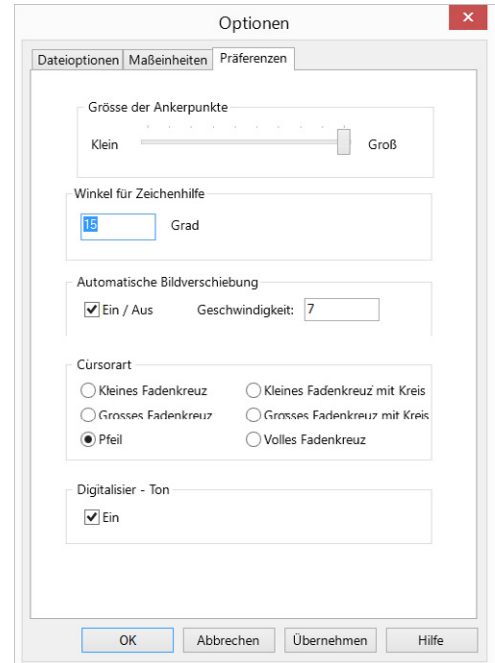 Optionen
Dateioptionen Maßeinheiten Präferenzen
Grösse der Ankerpunkte
Klein Groß
Winkel für Zeichenhilfe
15 Grad
Automatische Bildverschiebung
Ein / Aus Geschwindigkeit: 7
Cursorart
Kleines Fadenkreuz Kleines Fadenkreuz mit Kreis
Grosses Fadenkreuz Grosses Fadenkreuz mit Kreis
Pfeil Volles Fadenkreuz
Digitalisier - Ton
Ein
OK Abbrechen Übernehmen Hilfe